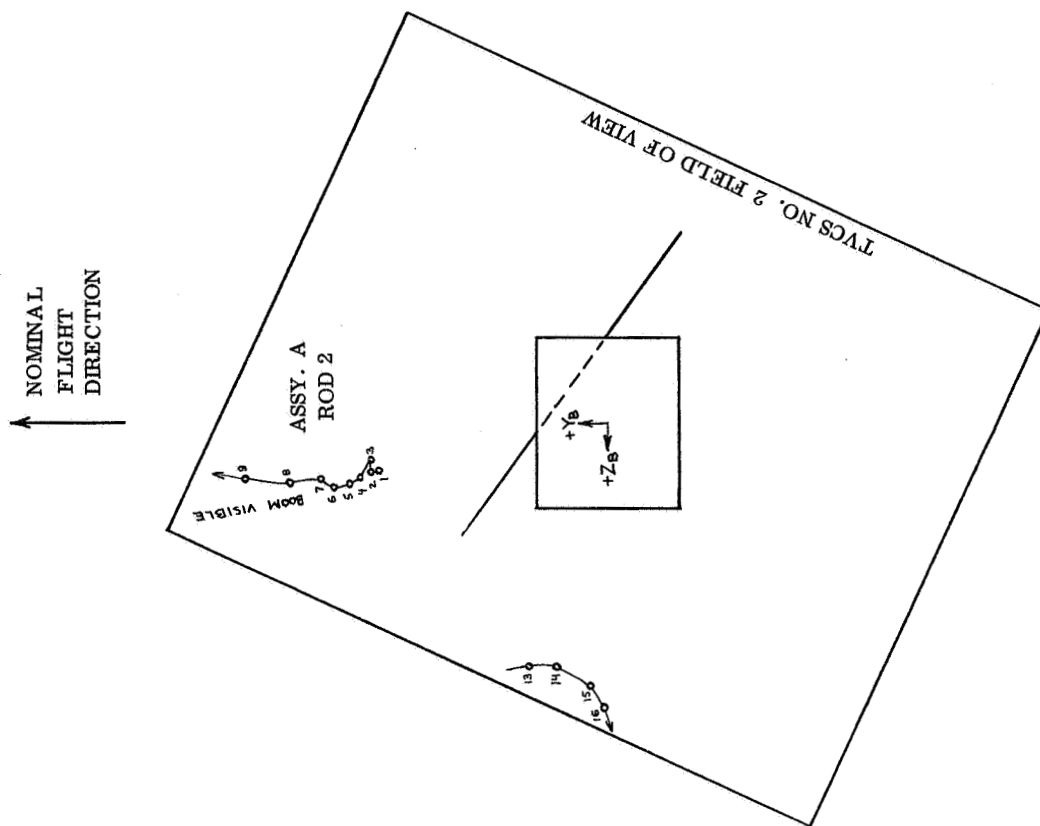 NOMINAL
FLIGHT
DIRECTION
TVCS NO. 2 FIELD OF VIEW
ASSY. A
ROD 2
BOOM VISIBLE
9
8
7
6
5
4
3
2
1
+YB
+ZB
13
14
15
16